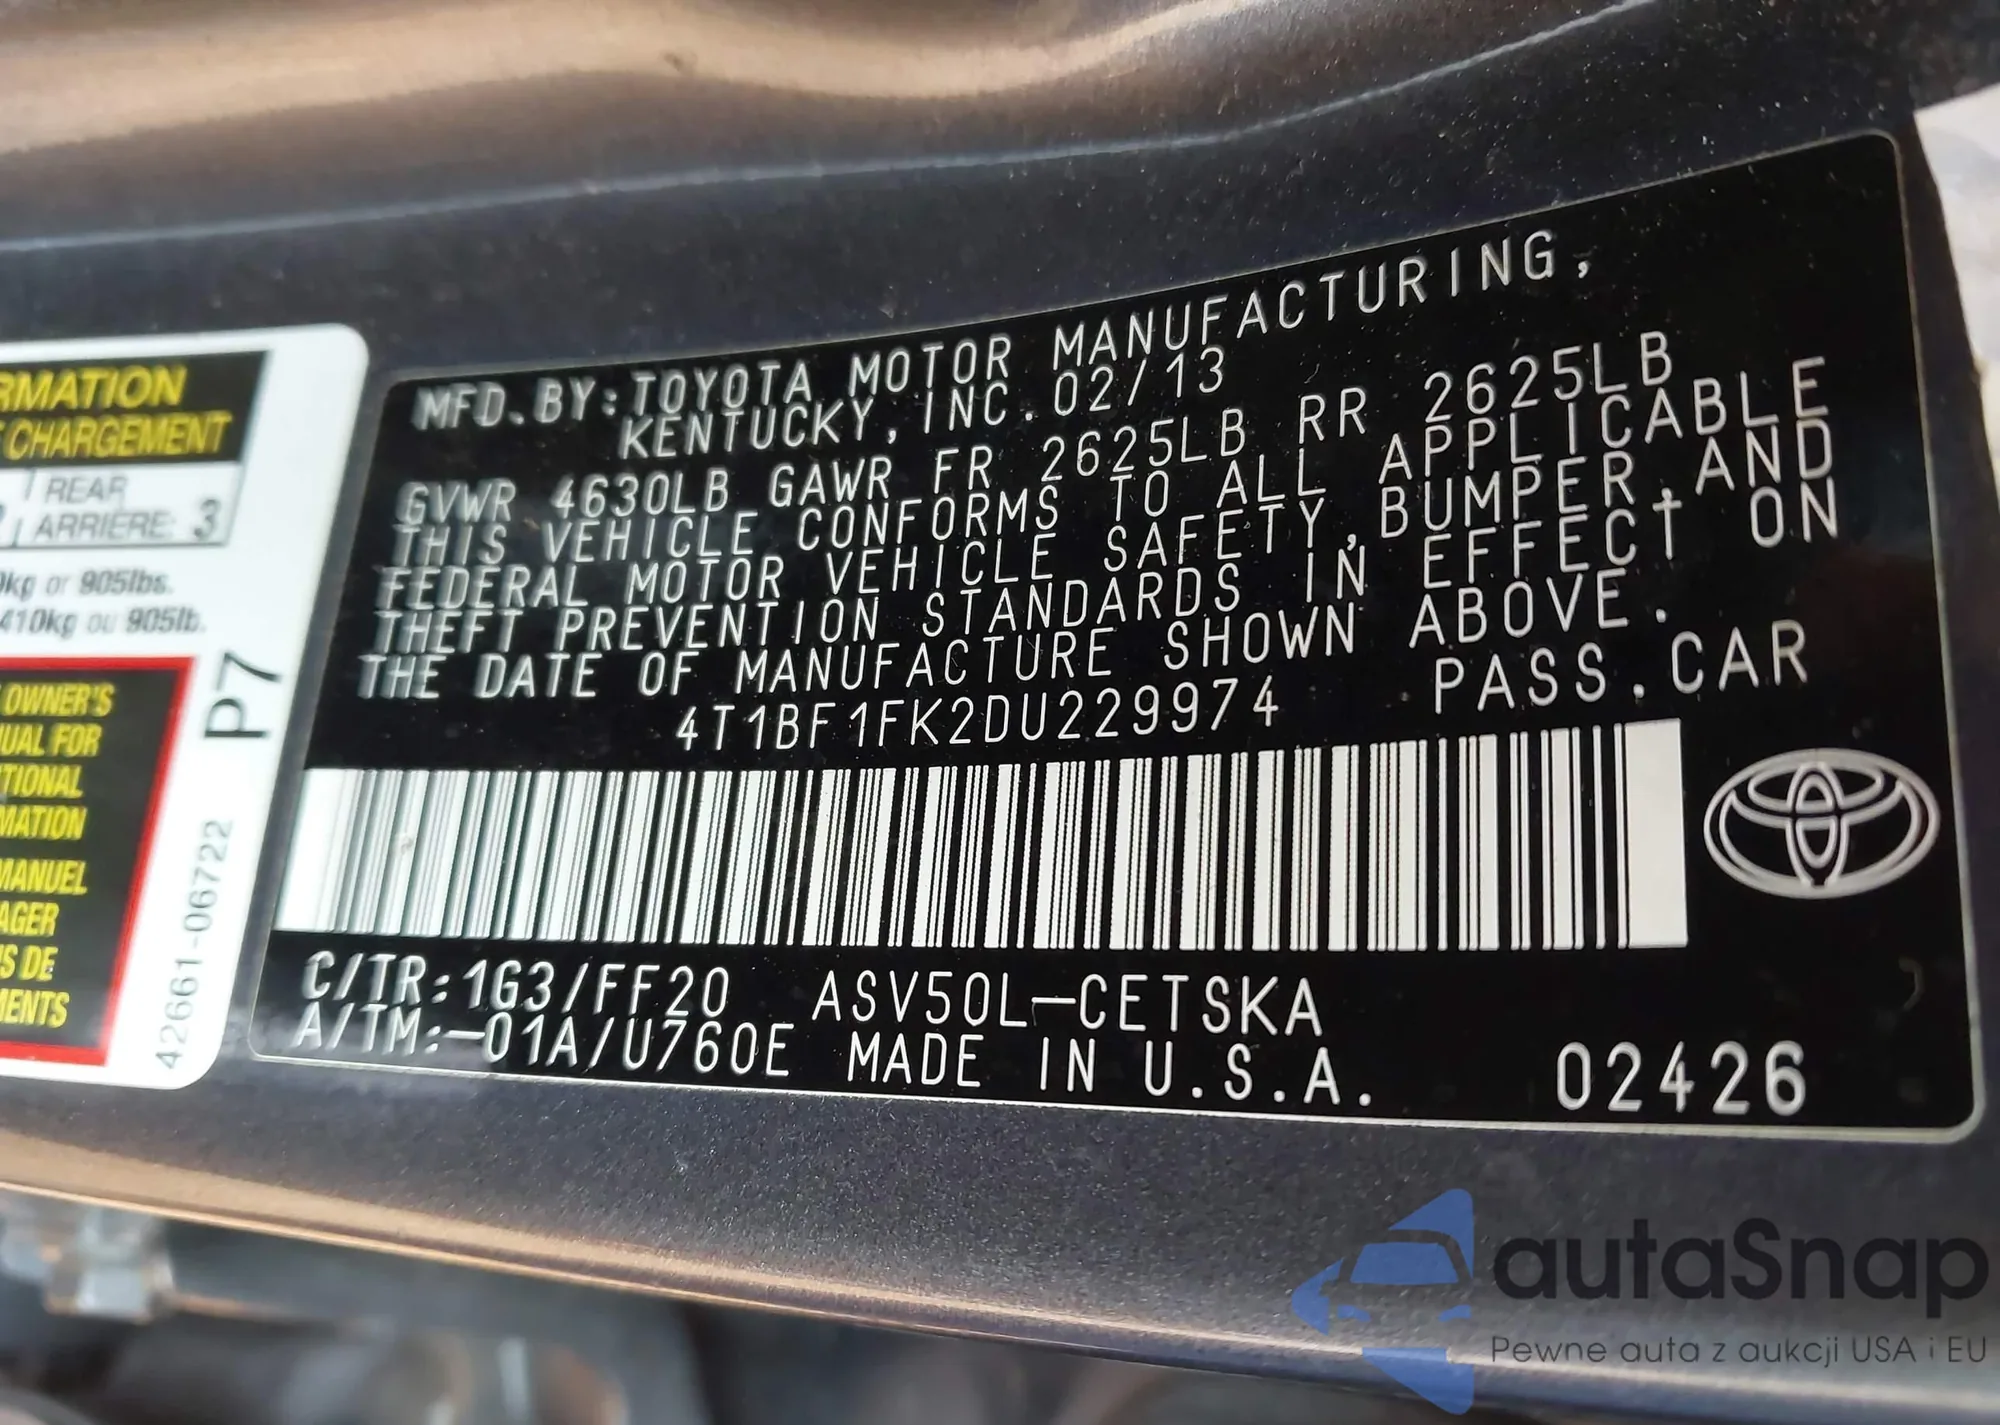 RMATION
CHARGEMENT
REAR
ARRIERE: 3
kg or 905lbs.
410kg ou 905lb.
OWNER'S
UAL FOR
TIONAL
MATION
MANUEL
AGER
S DE
MENTS
P7
42661-06722
MFD. BY: TOYOTA MOTOR MANUFACTURING,
KENTUCKY, INC. 02/13
GVWR 4630LB GAWR FR 2625LB RR 2625LB
THIS VEHICLE CONFORMS TO ALL APPLICABLE
FEDERAL MOTOR VEHICLE SAFETY, BUMPER, AND
THEFT PREVENTION STANDARDS IN EFFECT ON
THE DATE OF MANUFACTURE SHOWN ABOVE.
4T1BF1FK2DU229974 PASS. CAR
C/TR: 1G3/FF20 ASV50L-CETSKA
A/TM: -01A/U760E MADE IN U.S.A. 02426
autaSnap
Pewne auta z aukcji USA i EU